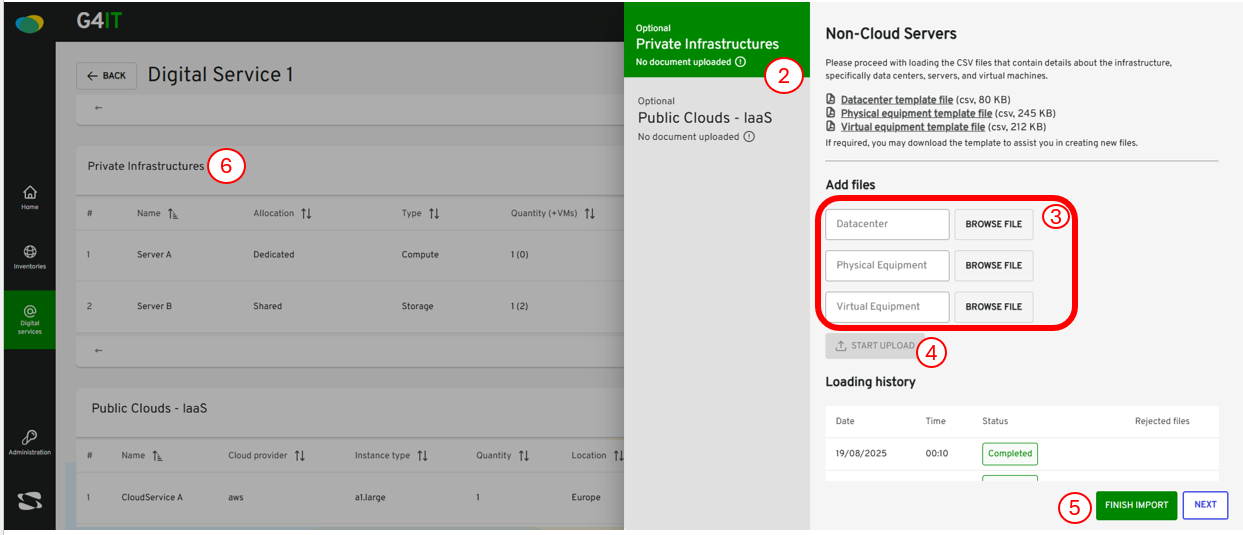 G4IT
BACK
Digital Service 1
Private Infrastructures
6
# Name Allocation Type Quantity (+VMs)
1 Server A Dedicated Compute 1 (0)
2 Server B Shared Storage 1 (2)
Public Clouds - IaaS
# Name Cloud provider Instance type Quantity Location
1 CloudService A aws a1.large 1 Europe
Home
Inventories
Digital
services
Administration
Optional
Private Infrastructures
No document uploaded
2
Optional
Public Clouds - IaaS
No document uploaded
Non-Cloud Servers
Please proceed with loading the CSV files that contain details about the infrastructure,
specifically data centers, servers, and virtual machines.
Datacenter template file (csv, 80 KB)
Physical equipment template file (csv, 245 KB)
Virtual equipment template file (csv, 212 KB)
If required, you may download the template to assist you in creating new files.
Add files
3
Datacenter BROWSE FILE
Physical Equipment BROWSE FILE
Virtual Equipment BROWSE FILE
START UPLOAD
4
Loading history
Date Time Status Rejected files
19/08/2025 00:10 Completed
5
FINISH IMPORT NEXT